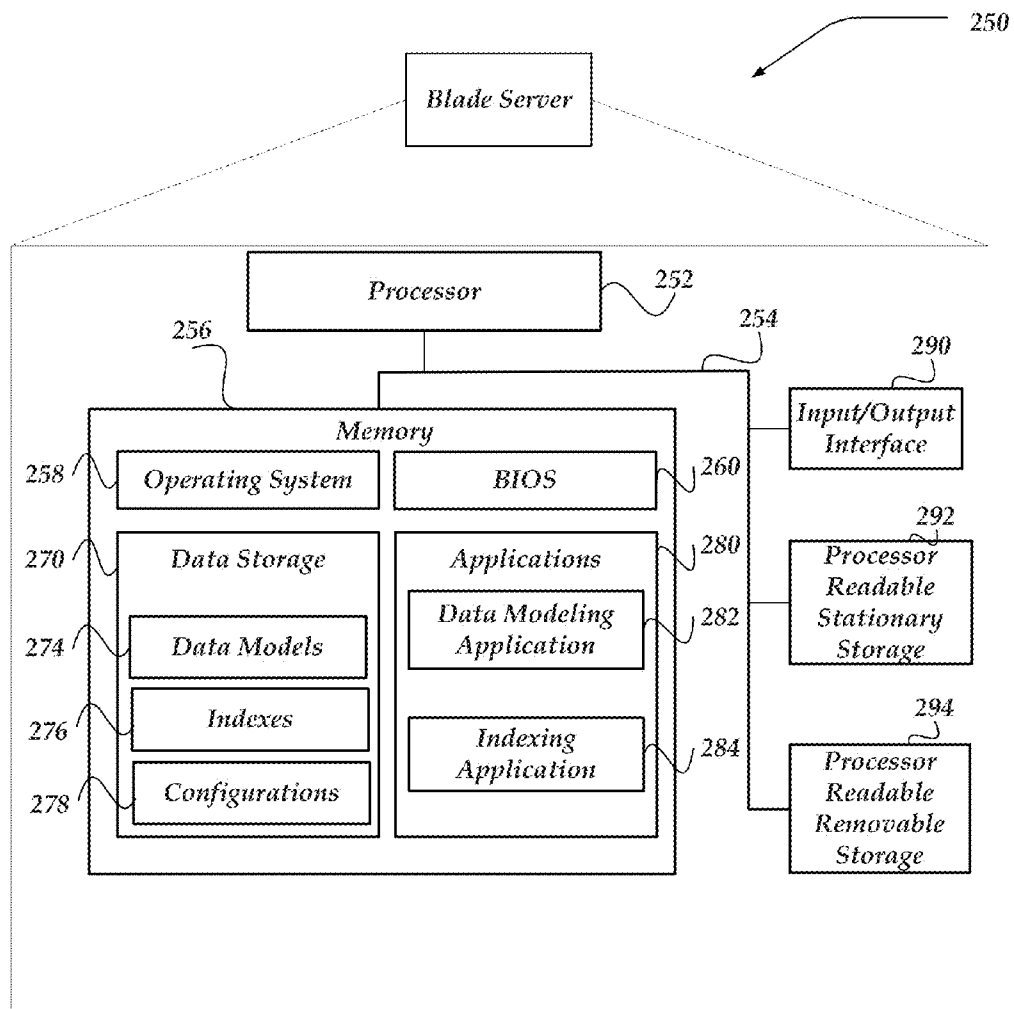 250
Blade Server
Processor
252
256
254
290
Memory
Input/Output
Interface
258
Operating System
BIOS
260
292
270
Data Storage
Applications
280
Processor
Readable
Stationary
Storage
274
Data Models
Data Modeling
Application
282
276
Indexes
294
278
Configurations
Indexing
Application
284
Processor
Readable
Removable
Storage